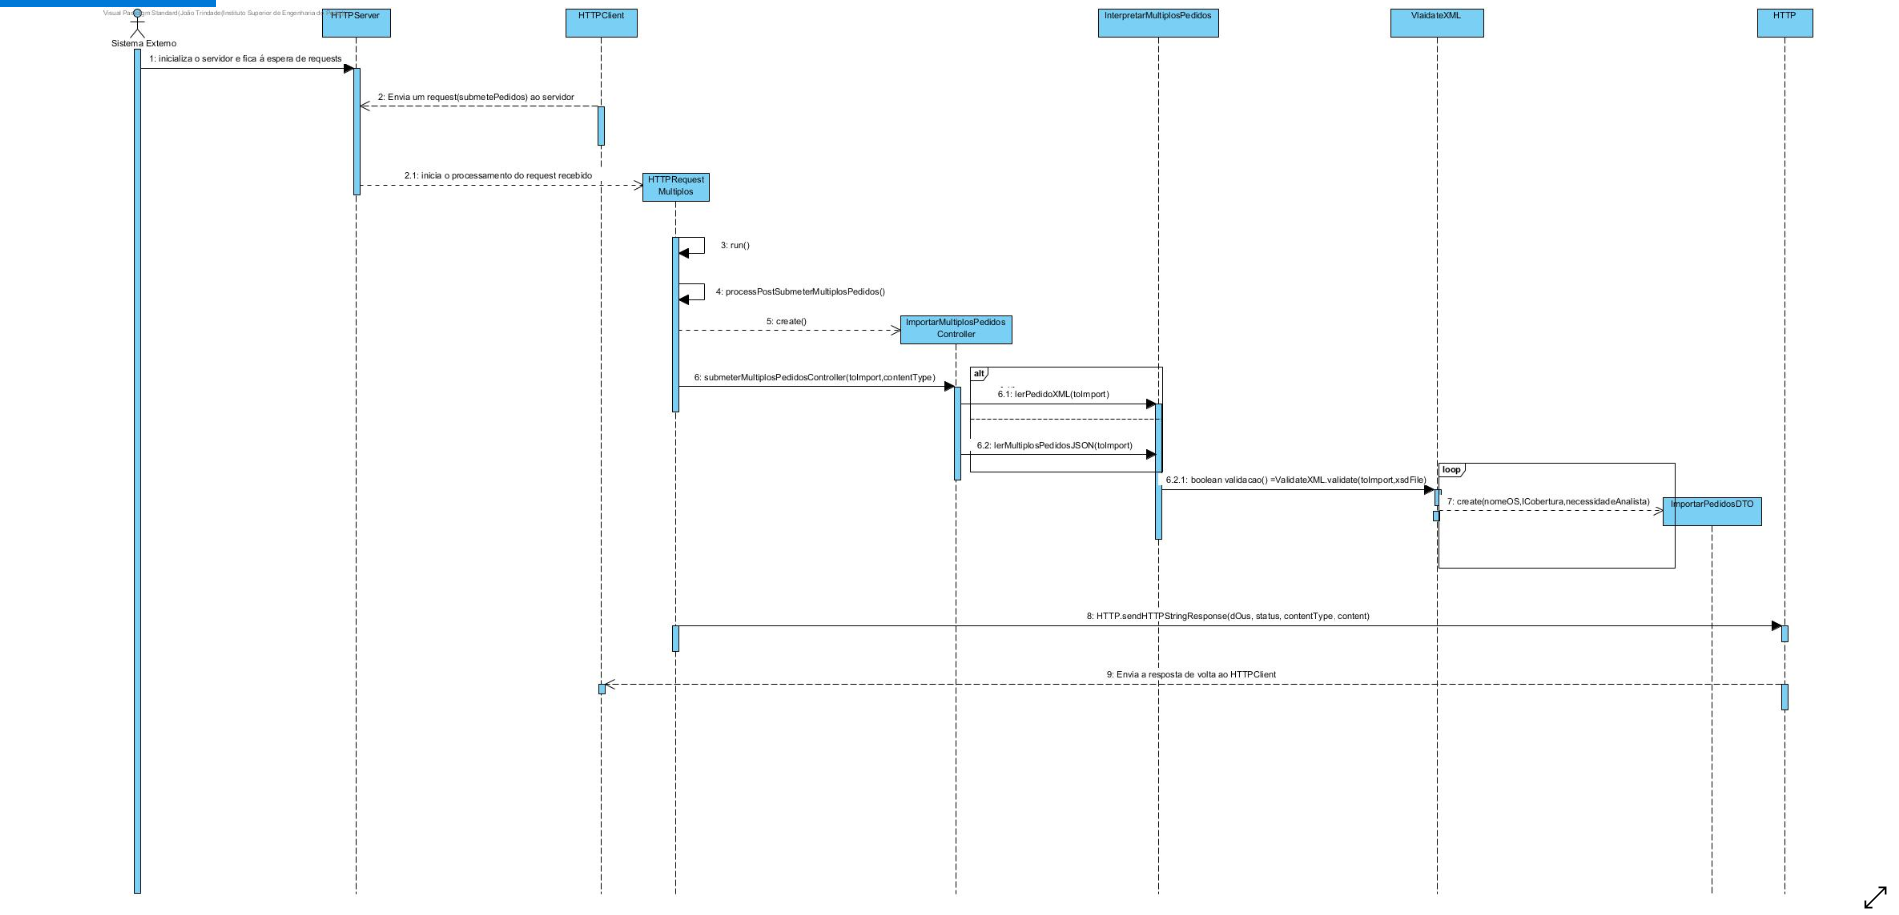 Visual Paradigm Standard(João Trindade(Instituto Superior de Engenharia do
HTTPServer
HTTPClient
InterpretarMultiplosPedidos
VlaidateXML
HTTP
Sistema Externo
1: inicializa o servidor e fica à espera de requests
2: Envia um request(submetePedidos) ao servidor
2.1: inicia o processamento do request recebido
HTTPRequest
Multiplos
3: run()
4: processPostSubmeterMultiplosPedidos()
5: create()
ImportarMultiplosPedidos
Controller
alt
6: submeterMultiplosPedidosController(toImport,contentType)
6.1: lerPedidoXML(toImport)
6.2: lerMultiplosPedidosJSON(toImport)
loop
6.2.1: boolean validacao() =ValidateXML.validate(toImport,xsdFile)
7: create(nomeOS,lCobertura,necessidadeAnalista)
ImportarPedidosDTO
8: HTTP.sendHTTPStringResponse(dOus, status, contentType, content)
9: Envia a resposta de volta ao HTTPClient